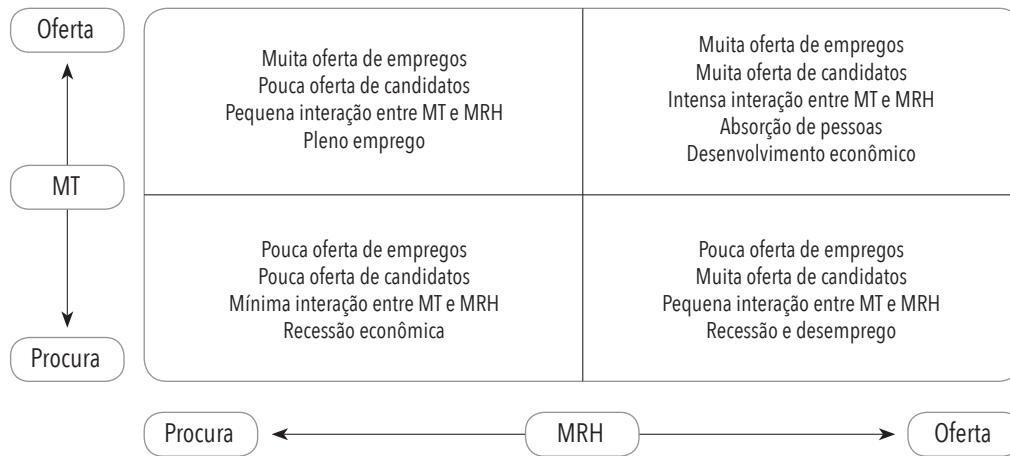 Oferta
MT
Procura
Muita oferta de empregos
Pouca oferta de candidatos
Pequena interação entre MT e MRH
Pleno emprego
Muita oferta de empregos
Muita oferta de candidatos
Intensa interação entre MT e MRH
Absorção de pessoas
Desenvolvimento econômico
Pouca oferta de empregos
Pouca oferta de candidatos
Mínima interação entre MT e MRH
Recessão econômica
Pouca oferta de empregos
Muita oferta de candidatos
Pequena interação entre MT e MRH
Recessão e desemprego
Procura
MRH
Oferta